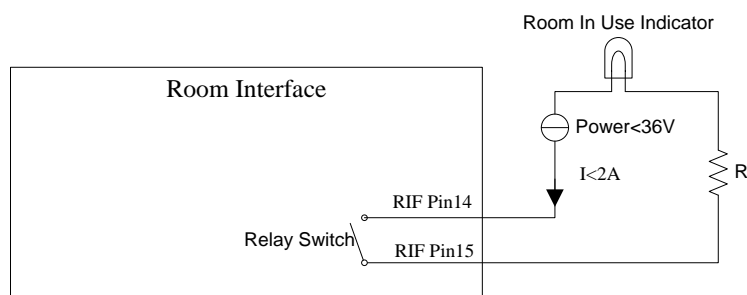 Room In Use Indicator
Room Interface
Power<36V
I<2A
R
RIF Pin14
Relay Switch
RIF Pin15